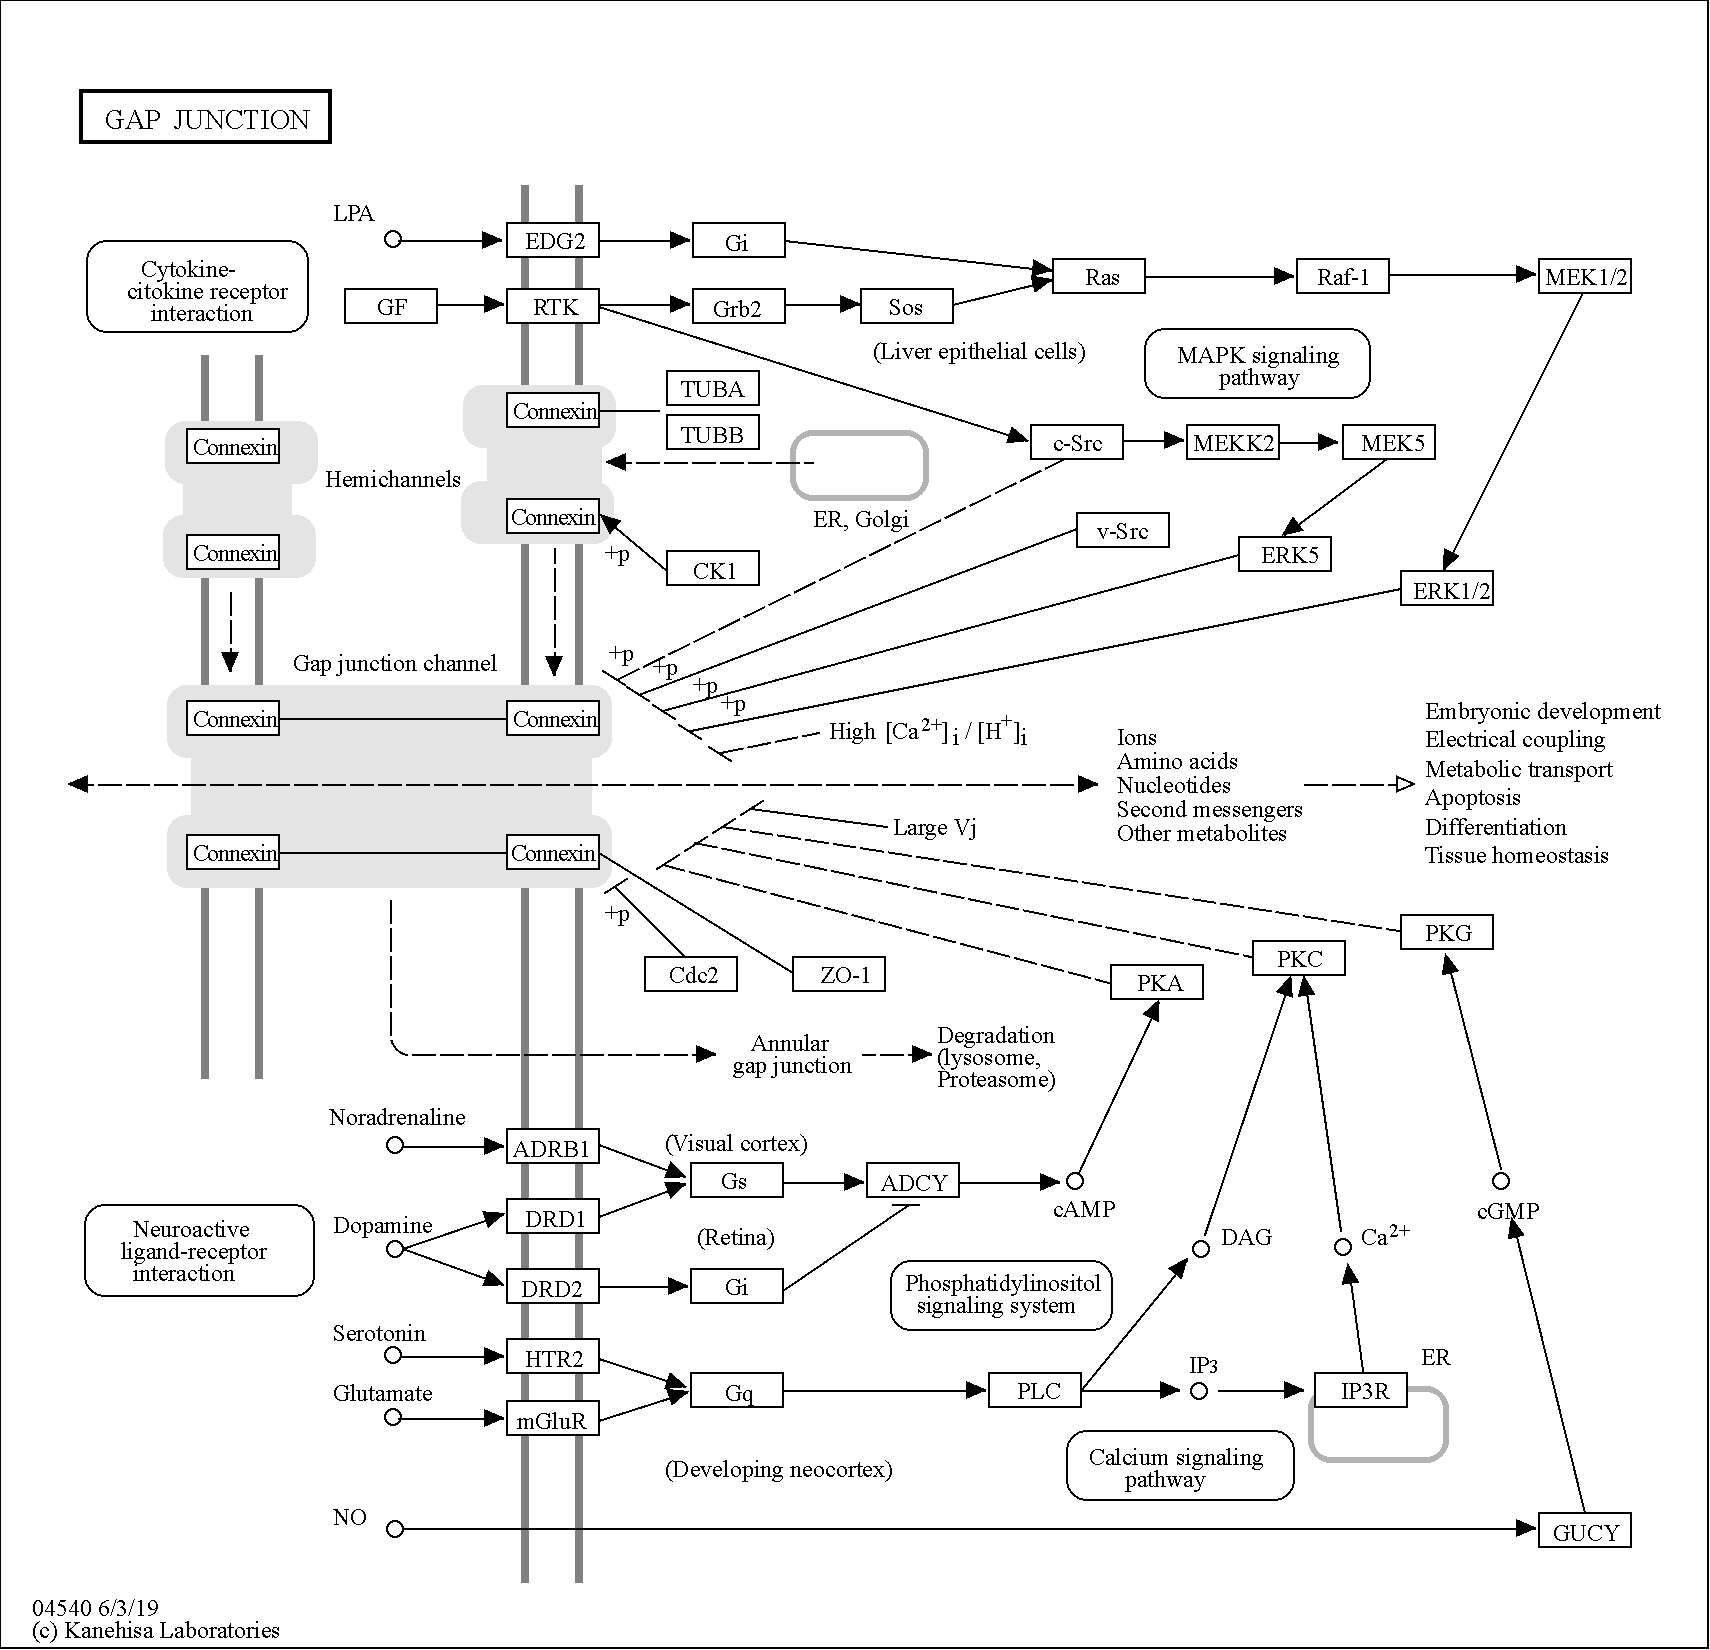 GAP JUNCTION
LPA
EDG2
Gi
Ras
Raf-1
MEK1/2
Cytokine-
citokine receptor
interaction
GF
RTK
Grb2
Sos
(Liver epithelial cells)
MAPK signaling
pathway
Connexin
TUBA
TUBB
Connexin
c-Src
MEKK2
MEK5
Hemichannels
Connexin
ER, Golgi
v-Src
Connexin
+p
CK1
ERK5
ERK1/2
Gap junction channel
+p
+p
+p
+p
Connexin
Connexin
High [Ca2+]i / [H+]i
Ions
Amino acids
Nucleotides
Second messengers
Other metabolites
Embryonic development
Electrical coupling
Metabolic transport
Apoptosis
Differentiation
Tissue homeostasis
Large Vj
Connexin
Connexin
+p
Cdc2
ZO-1
PKA
PKC
PKG
Annular
gap junction
Degradation
(lysosome,
Proteasome)
Noradrenaline
ADRB1
(Visual cortex)
Gs
ADCY
cAMP
Dopamine
DRD1
(Retina)
DRD2
Gi
DAG
Ca2+
cGMP
Neuroactive
ligand-receptor
interaction
Phosphatidylinositol
signaling system
Serotonin
HTR2
Glutamate
mGluR
Gq
PLC
IP3
IP3R
ER
(Developing neocortex)
Calcium signaling
pathway
NO
GUCY
04540 6/3/19
(c) Kanehisa Laboratories